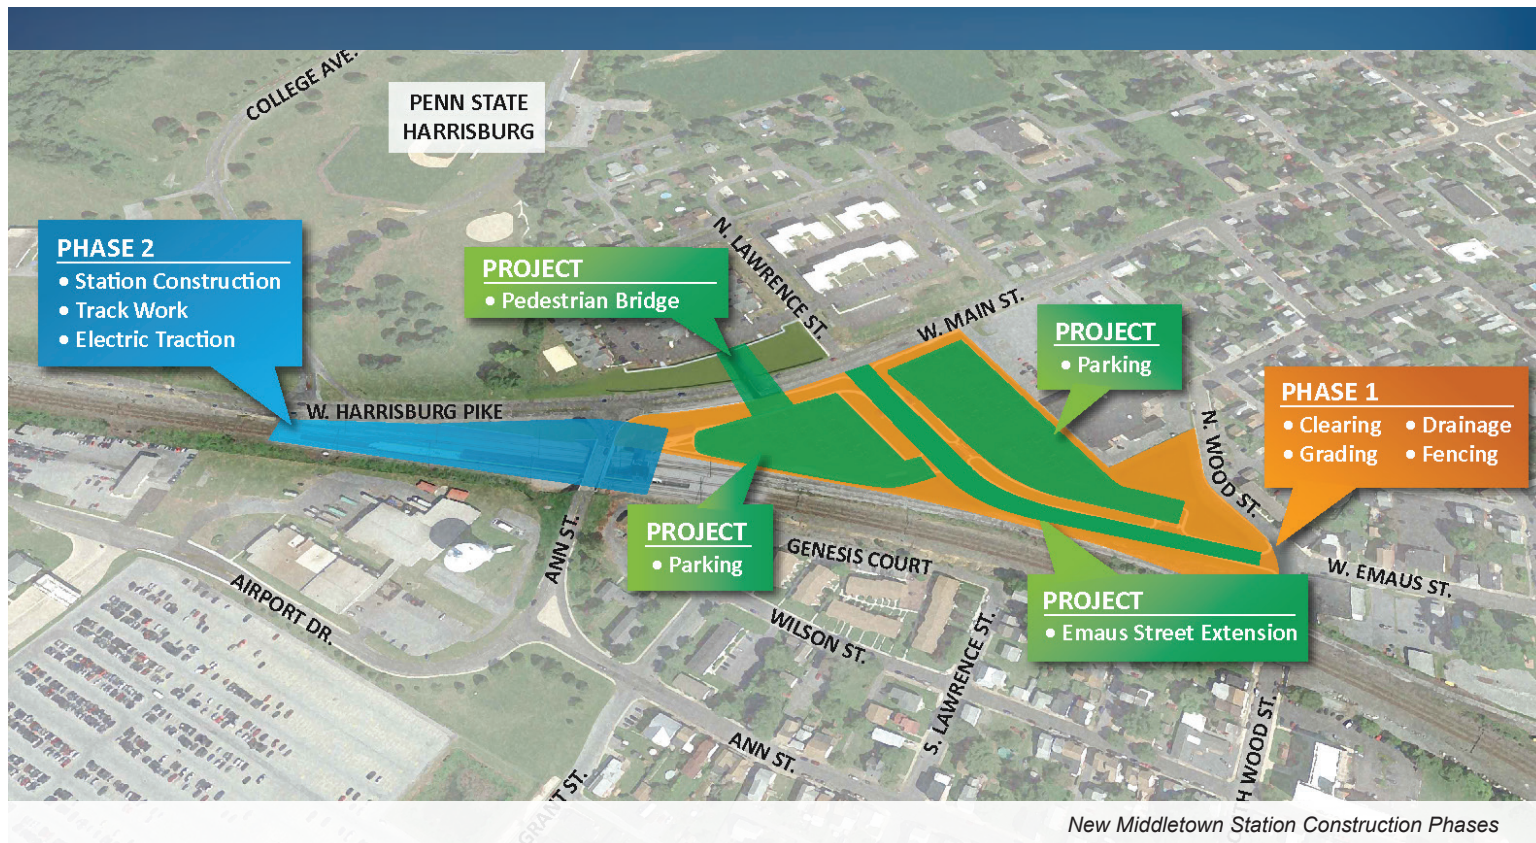 COLLEGE AVE.
PENN STATE
HARRISBURG
PHASE 2
• Station Construction
• Track Work
• Electric Traction
PROJECT
• Pedestrian Bridge
N. LAWRENCE ST.
W. MAIN ST.
PROJECT
• Parking
PHASE 1
• Clearing • Drainage
• Grading • Fencing
W. HARRISBURG PIKE
N. WOOD ST.
PROJECT
• Parking
ANN ST.
GENESIS COURT
W. EMAUS ST.
PROJECT
• Emaus Street Extension
AIRPORT DR.
WILSON ST.
S. LAWRENCE ST.
ANN ST.
TH WOOD ST.
GRANT ST.
New Middletown Station Construction Phases